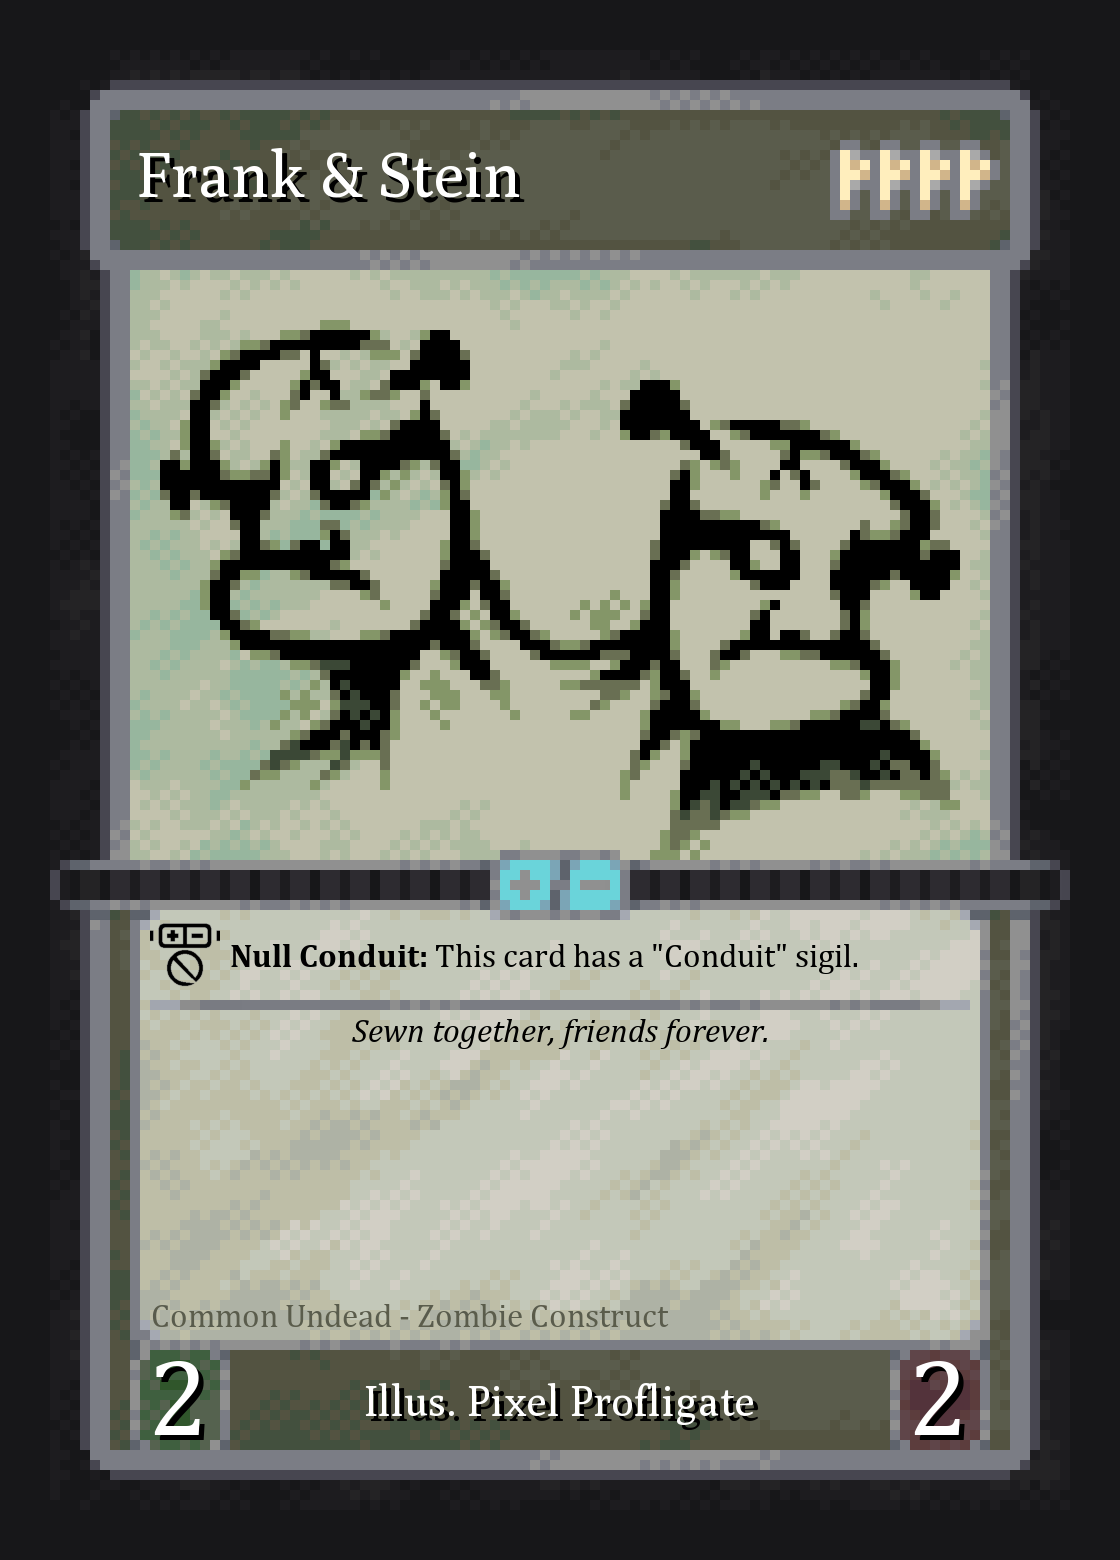 Frank & Stein
Null Conduit: This card has a "Conduit" sigil.
Sewn together, friends forever.
Common Undead - Zombie Construct
2
Illus. Pixel Profligate
2